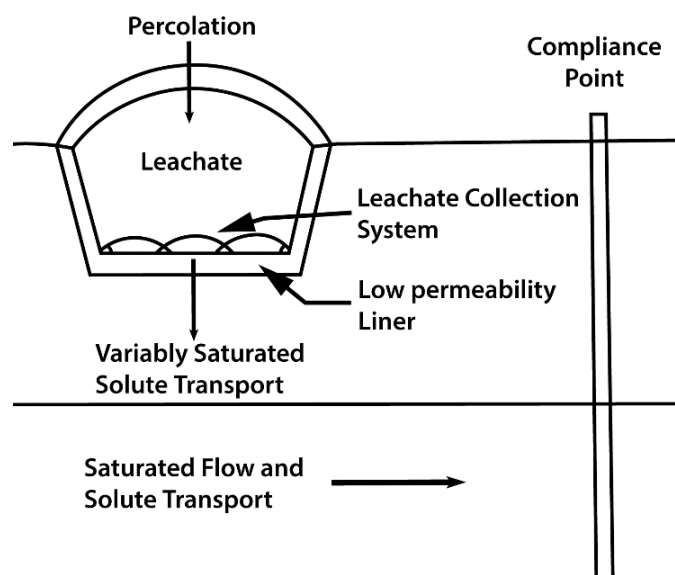 Percolation
Compliance
Point
Leachate
Leachate Collection
System
Low permeability
Liner
Variably Saturated
Solute Transport
Saturated Flow and
Solute Transport